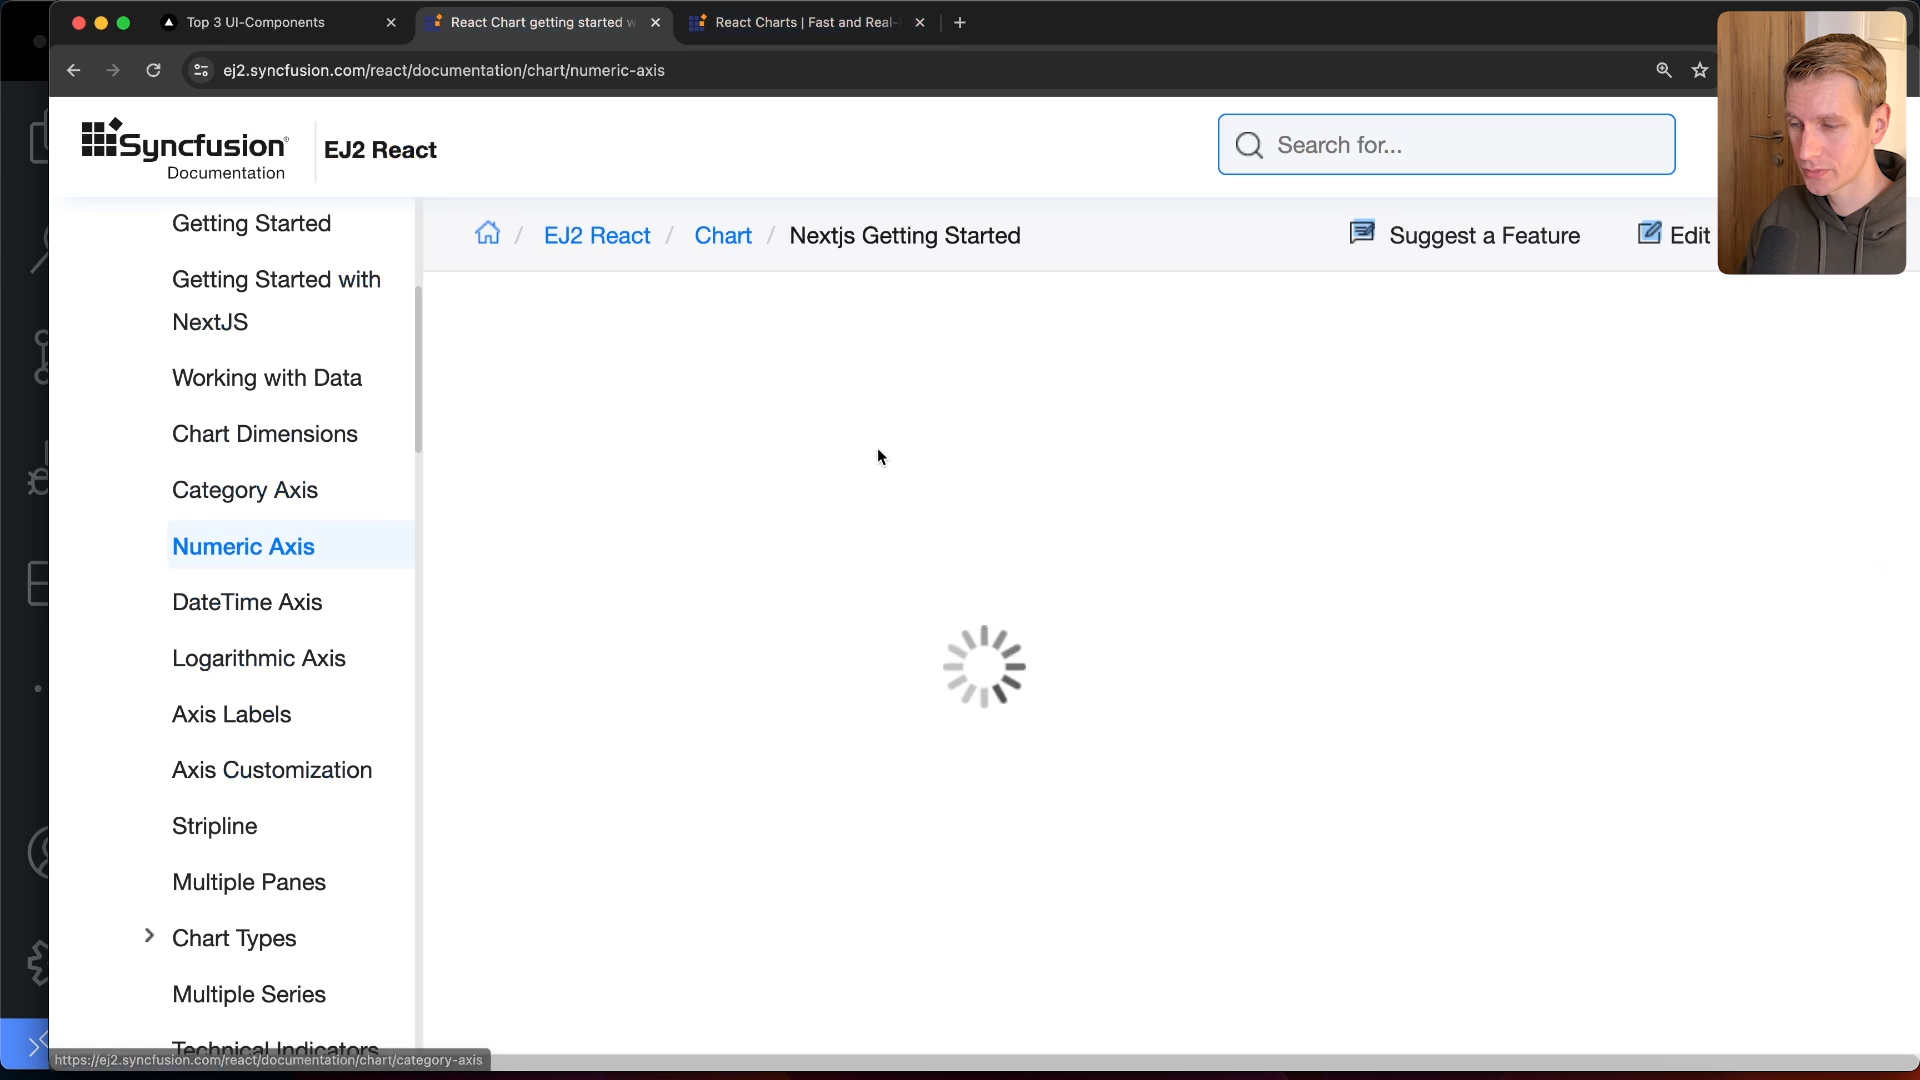 Top 3 UI-Components
React Chart getting started w
React Charts | Fast and Real-
ej2.syncfusion.com/react/documentation/chart/numeric-axis
Syncfusion®
Documentation
EJ2 React
Search for...
Getting Started
Getting Started with
NextJS
Working with Data
Chart Dimensions
Category Axis
Numeric Axis
DateTime Axis
Logarithmic Axis
Axis Labels
Axis Customization
Stripline
Multiple Panes
Chart Types
Multiple Series
Technical Indicators
/ EJ2 React / Chart / Nextjs Getting Started
Suggest a Feature
Edit
https://ej2.syncfusion.com/react/documentation/chart/category-axis